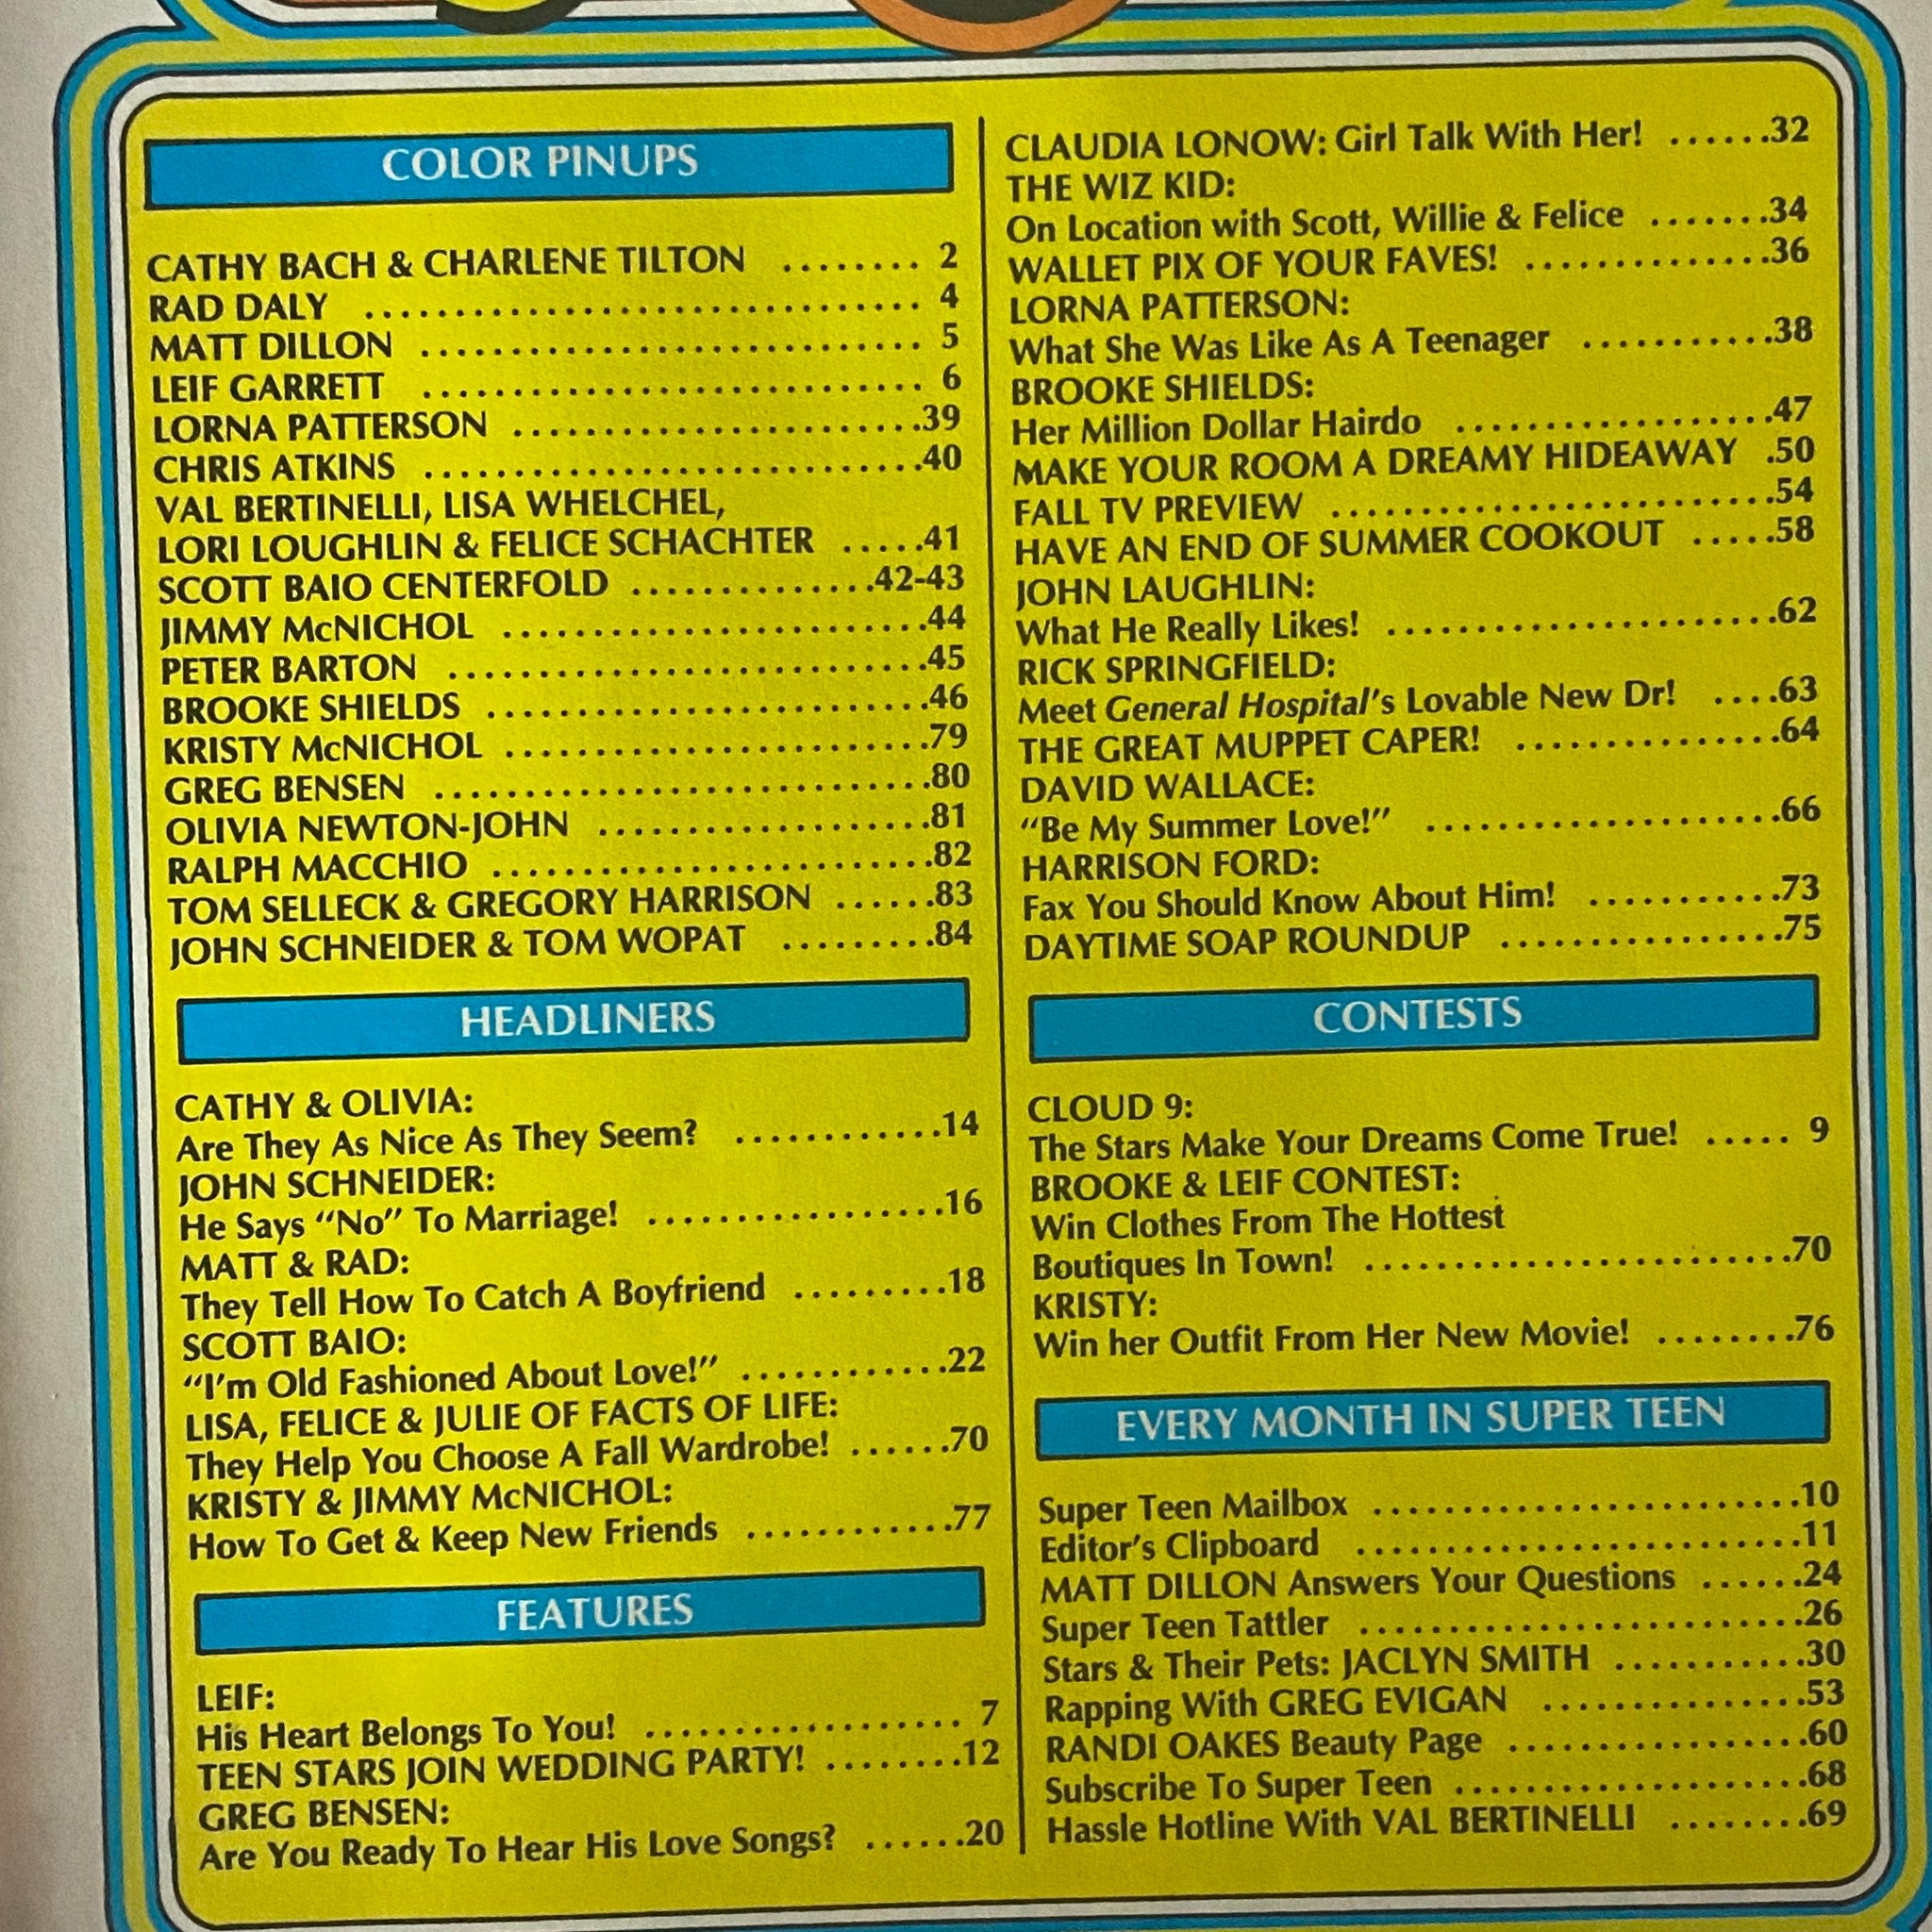 COLOR PINUPS
CATHY BACH & CHARLENE TILTON ........ 2
RAD DALY ............................... 4
MATT DILLON ............................ 5
LEIF GARRETT ............................ 6
LORNA PATTERSON .......................39
CHRIS ATKINS ............................40
VAL BERTINELLI, LISA WHELCHEL,
LORI LOUGHLIN & FELICE SCHACHTER .....41
SCOTT BAIO CENTERFOLD ..............42-43
JIMMY McNICHOL ........................44
PETER BARTON ...........................45
BROOKE SHIELDS .........................46
KRISTY McNICHOL ........................79
GREG BENSEN ............................80
OLIVIA NEWTON-JOHN ...................81
RALPH MACCHIO .........................82
TOM SELLECK & GREGORY HARRISON ......83
JOHN SCHNEIDER & TOM WOPAT .........84
HEADLINERS
CATHY & OLIVIA:
Are They As Nice As They Seem? ............14
JOHN SCHNEIDER:
He Says “No” To Marriage! .................16
MATT & RAD:
They Tell How To Catch A Boyfriend .........18
SCOTT BAIO:
“I’m Old Fashioned About Love!” ............22
LISA, FELICE & JULIE OF FACTS OF LIFE:
They Help You Choose A Fall Wardrobe! ......70
KRISTY & JIMMY McNICHOL:
How To Get & Keep New Friends ............77
FEATURES
LEIF:
His Heart Belongs To You! .................. 7
TEEN STARS JOIN WEDDING PARTY! ........12
GREG BENSEN:
Are You Ready To Hear His Love Songs? ......20
CLAUDIA LONOW: Girl Talk With Her! ......32
THE WIZ KID:
On Location with Scott, Willie & Felice .......34
WALLET PIX OF YOUR FAVES! ..............36
LORNA PATTERSON:
What She Was Like As A Teenager ...........38
BROOKE SHIELDS:
Her Million Dollar Hairdo ..................47
MAKE YOUR ROOM A DREAMY HIDEAWAY .50
FALL TV PREVIEW .........................54
HAVE AN END OF SUMMER COOKOUT .....58
JOHN LAUGHLIN:
What He Really Likes! ......................62
RICK SPRINGFIELD:
Meet General Hospital’s Lovable New Dr! ....63
THE GREAT MUPPET CAPER! ...............64
DAVID WALLACE:
“Be My Summer Love!” ....................66
HARRISON FORD:
Fax You Should Know About Him! ...........73
DAYTIME SOAP ROUNDUP ................75
CONTESTS
CLOUD 9:
The Stars Make Your Dreams Come True! ..... 9
BROOKE & LEIF CONTEST:
Win Clothes From The Hottest
Boutiques In Town! ........................70
KRISTY:
Win her Outfit From Her New Movie! ........76
EVERY MONTH IN SUPER TEEN
Super Teen Mailbox ........................10
Editor’s Clipboard ..........................11
MATT DILLON Answers Your Questions ......24
Super Teen Tattler .........................26
Stars & Their Pets: JACLYN SMITH ...........30
Rapping With GREG EVIGAN ...............53
RANDI OAKES Beauty Page .................60
Subscribe To Super Teen ....................68
Hassle Hotline With VAL BERTINELLI ........69